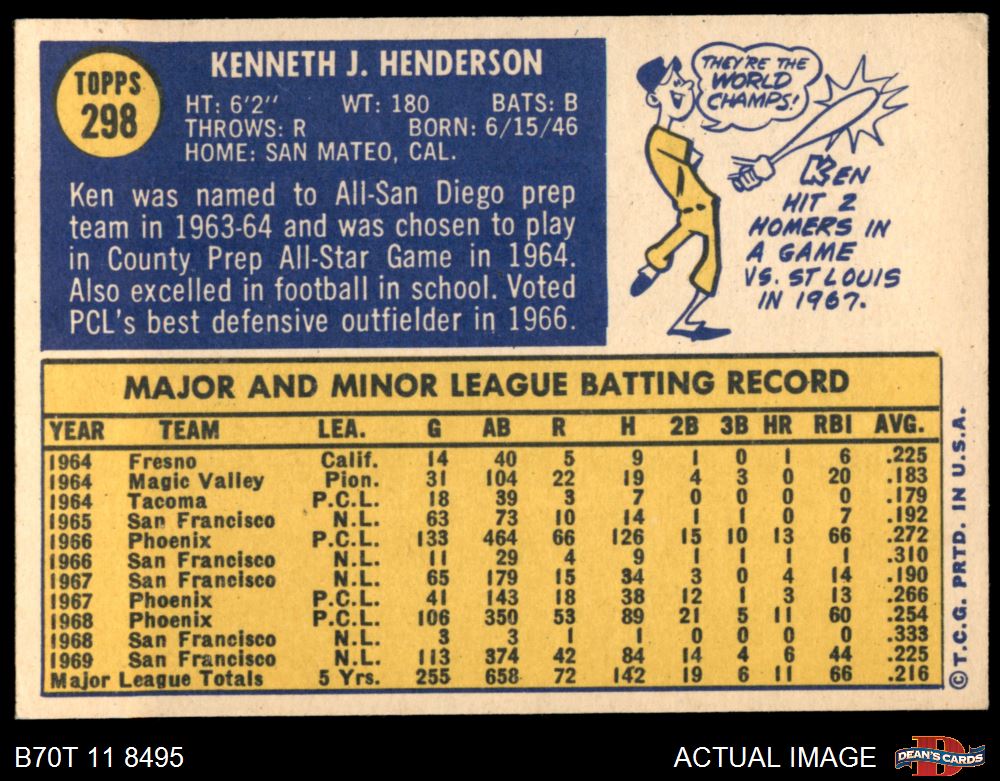 TOPPS
298
KENNETH J. HENDERSON
HT: 6'2" WT: 180 BATS: B
THROWS: R BORN: 6/15/46
HOME: SAN MATEO, CAL.
Ken was named to All-San Diego prep
team in 1963-64 and was chosen to play
in County Prep All-Star Game in 1964.
Also excelled in football in school. Voted
PCL's best defensive outfielder in 1966.
THEY'RE THE
WORLD
CHAMPS!
KEN
HIT 2
HOMERS IN
A GAME
VS. ST LOUIS
IN 1967.
MAJOR AND MINOR LEAGUE BATTING RECORD
YEAR TEAM LEA. G AB R H 2B 3B HR RBI AVG.
1964 Fresno Calif. 14 40 5 9 1 0 1 6 .225
1964 Magic Valley Pion. 31 104 22 19 4 3 0 20 .183
1964 Tacoma P.C.L. 18 39 3 7 0 0 0 0 .179
1965 San Francisco N.L. 63 73 10 14 1 1 0 7 .192
1966 Phoenix P.C.L. 133 464 66 126 15 10 13 66 .272
1966 San Francisco N.L. 11 29 4 9 1 1 1 1 .310
1967 San Francisco N.L. 65 179 15 34 3 0 4 14 .190
1967 Phoenix P.C.L. 41 143 18 38 12 1 3 13 .266
1968 Phoenix P.C.L. 106 350 53 89 21 5 11 60 .254
1968 San Francisco N.L. 3 3 1 1 0 0 0 0 .333
1969 San Francisco N.L. 113 374 42 84 14 4 6 44 .225
Major League Totals 5 Yrs. 255 658 72 142 19 6 11 66 .216
©T.C.G. PRTD. IN U.S.A.
B70T 11 8495
ACTUAL IMAGE
D
DEAN'S CARDS